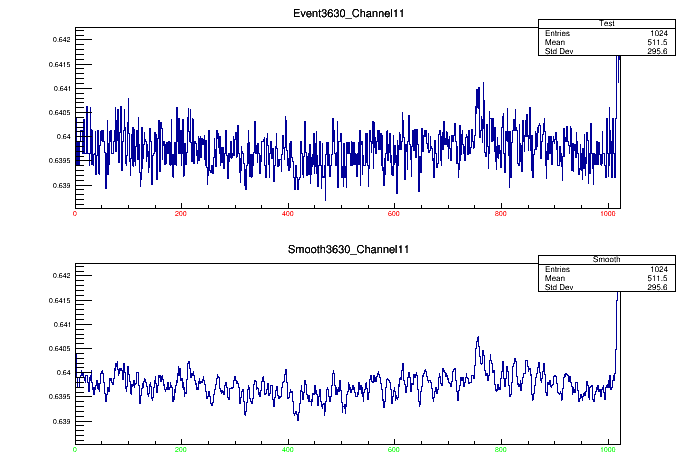 Event3630_Channel11
Test
Entries 1024
Mean 511.5
Std Dev 295.6
0.642
0.6415
0.641
0.6405
0.64
0.6395
0.639
0 200 400 600 800 1000
Smooth3630_Channel11
Smooth
Entries 1024
Mean 511.5
Std Dev 295.6
0.642
0.6415
0.641
0.6405
0.64
0.6395
0.639
0 200 400 600 800 1000